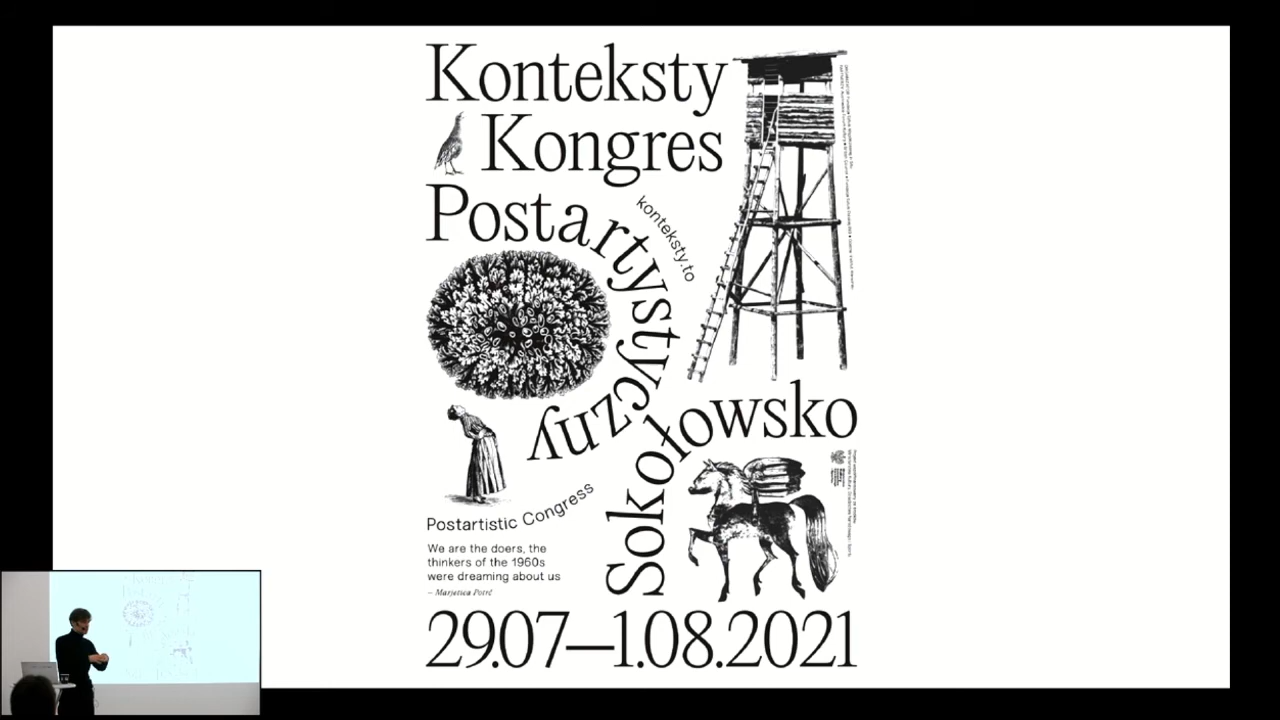 Konteksty
Kongres
Postartystyczny
konteksty.to
Sokołowsko
Postartistic Congress
We are the doers, the
thinkers of the 1960s
were dreaming about us
– Marjetica Potrč
29.07—1.08.2021